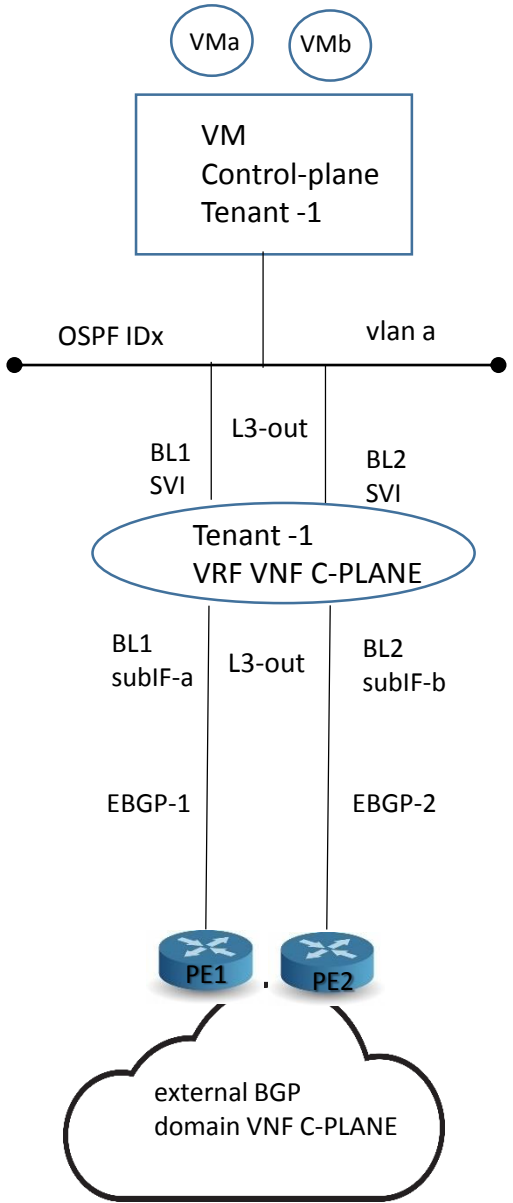 VMa
VMb
VM
Control-plane
Tenant -1
OSPF IDx
vlan a
L3-out
BL1
SVI
BL2
SVI
Tenant -1
VRF VNF C-PLANE
BL1
subIF-a
L3-out
BL2
subIF-b
EBGP-1
EBGP-2
PE1
PE2
external BGP
domain VNF C-PLANE